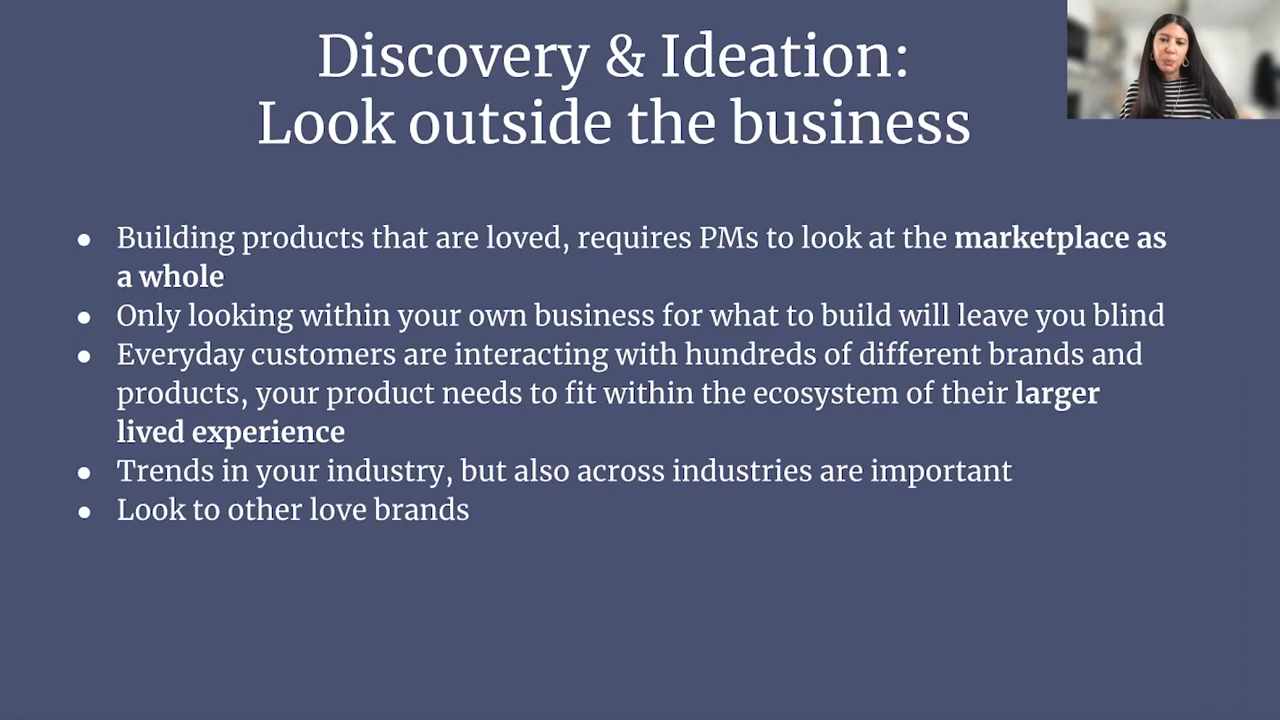 Discovery & Ideation:
Look outside the business
● Building products that are loved, requires PMs to look at the marketplace as
a whole
● Only looking within your own business for what to build will leave you blind
● Everyday customers are interacting with hundreds of different brands and
products, your product needs to fit within the ecosystem of their larger
lived experience
● Trends in your industry, but also across industries are important
● Look to other love brands